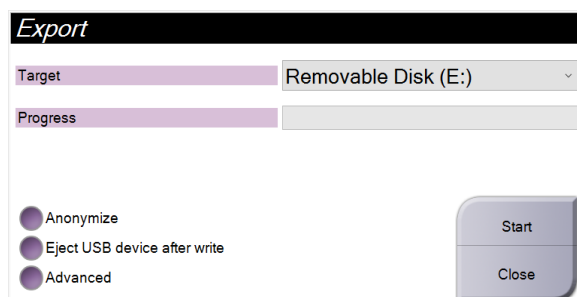 Export
Target
Removable Disk (E:)
Progress
Anonymize
Eject USB device after write
Advanced
Start
Close